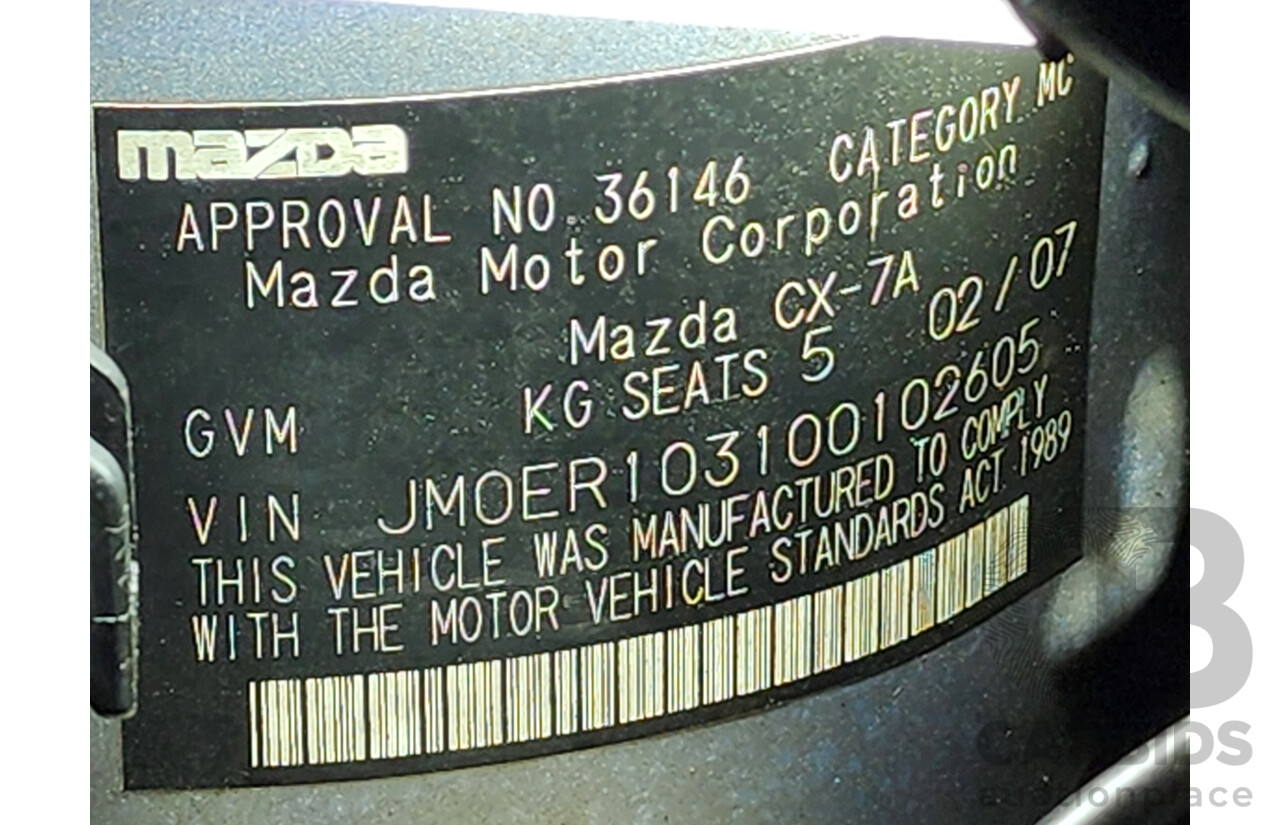 mazda
APPROVAL NO. 36146 CATEGORY MC
Mazda Motor Corporation
Mazda CX-7A
GVM KG SEATS 5 02/07
VIN JM0ER103100102605
THIS VEHICLE WAS MANUFACTURED TO COMPLY
WITH THE MOTOR VEHICLE STANDARDS ACT 1989